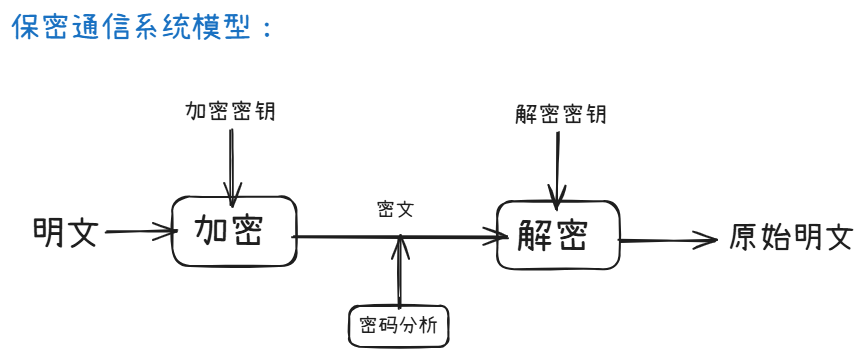 保密通信系统模型：
加密密钥
解密密钥
密文
明文
加密
解密
原始明文
密码分析